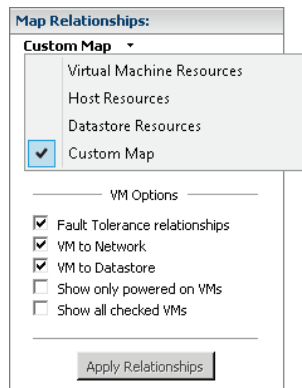 Map Relationships:
Custom Map
Virtual Machine Resources
Host Resources
Datastore Resources
Custom Map
VM Options
Fault Tolerance relationships
VM to Network
VM to Datastore
Show only powered on VMs
Show all checked VMs
Apply Relationships